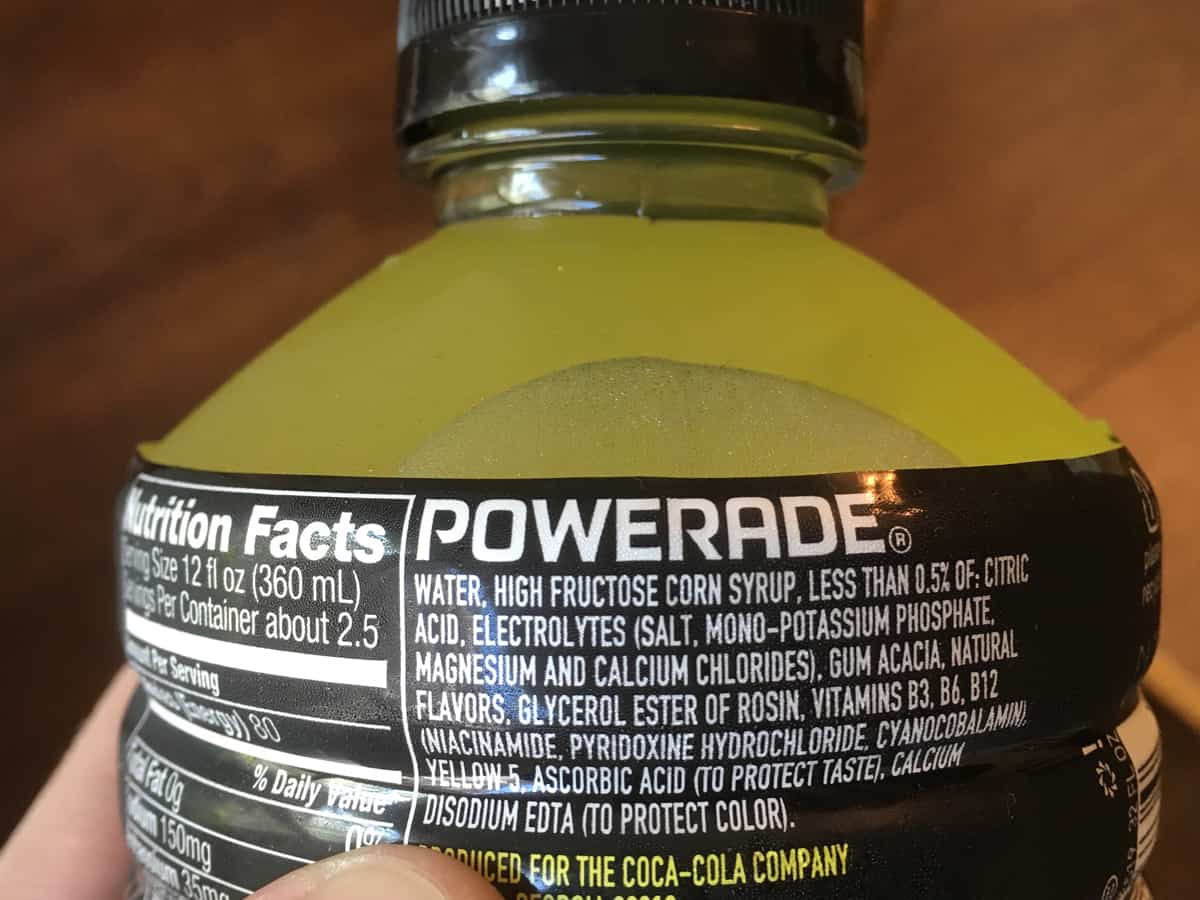 Nutrition Facts
Serving Size 12 fl oz (360 mL)
Servings Per Container about 2.5
Amount Per Serving
(Energy) 80
% Daily Value*
Total Fat 0g 0%
Sodium 150mg
Potassium 35mg
POWERADE®
WATER, HIGH FRUCTOSE CORN SYRUP, LESS THAN 0.5% OF: CITRIC
ACID, ELECTROLYTES (SALT, MONO-POTASSIUM PHOSPHATE,
MAGNESIUM AND CALCIUM CHLORIDES), GUM ACACIA, NATURAL
FLAVORS, GLYCEROL ESTER OF ROSIN, VITAMINS B3, B6, B12
(NIACINAMIDE, PYRIDOXINE HYDROCHLORIDE, CYANOCOBALAMIN),
YELLOW 5, ASCORBIC ACID (TO PROTECT TASTE), CALCIUM
DISODIUM EDTA (TO PROTECT COLOR).
PRODUCED FOR THE COCA-COLA COMPANY